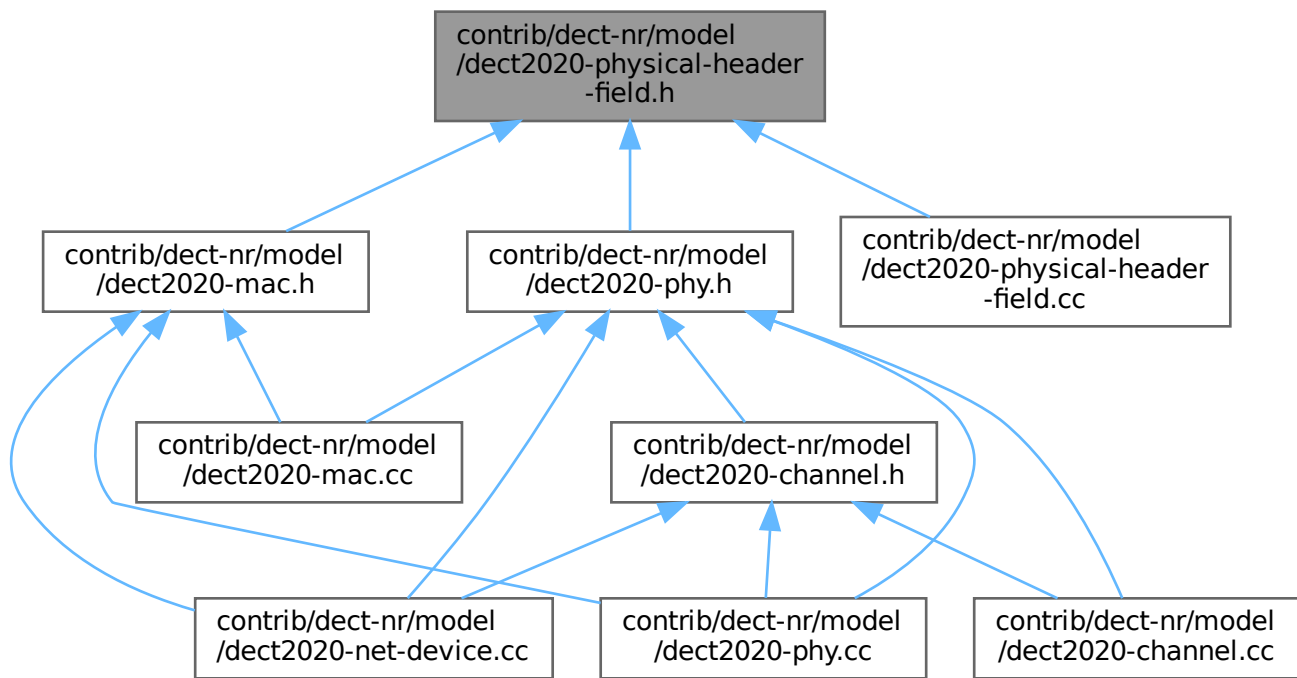 contrib/dect-nr/model
/dect2020-physical-header
-field.h
contrib/dect-nr/model
/dect2020-mac.h
contrib/dect-nr/model
/dect2020-phy.h
contrib/dect-nr/model
/dect2020-physical-header
-field.cc
contrib/dect-nr/model
/dect2020-mac.cc
contrib/dect-nr/model
/dect2020-channel.h
contrib/dect-nr/model
/dect2020-net-device.cc
contrib/dect-nr/model
/dect2020-phy.cc
contrib/dect-nr/model
/dect2020-channel.cc